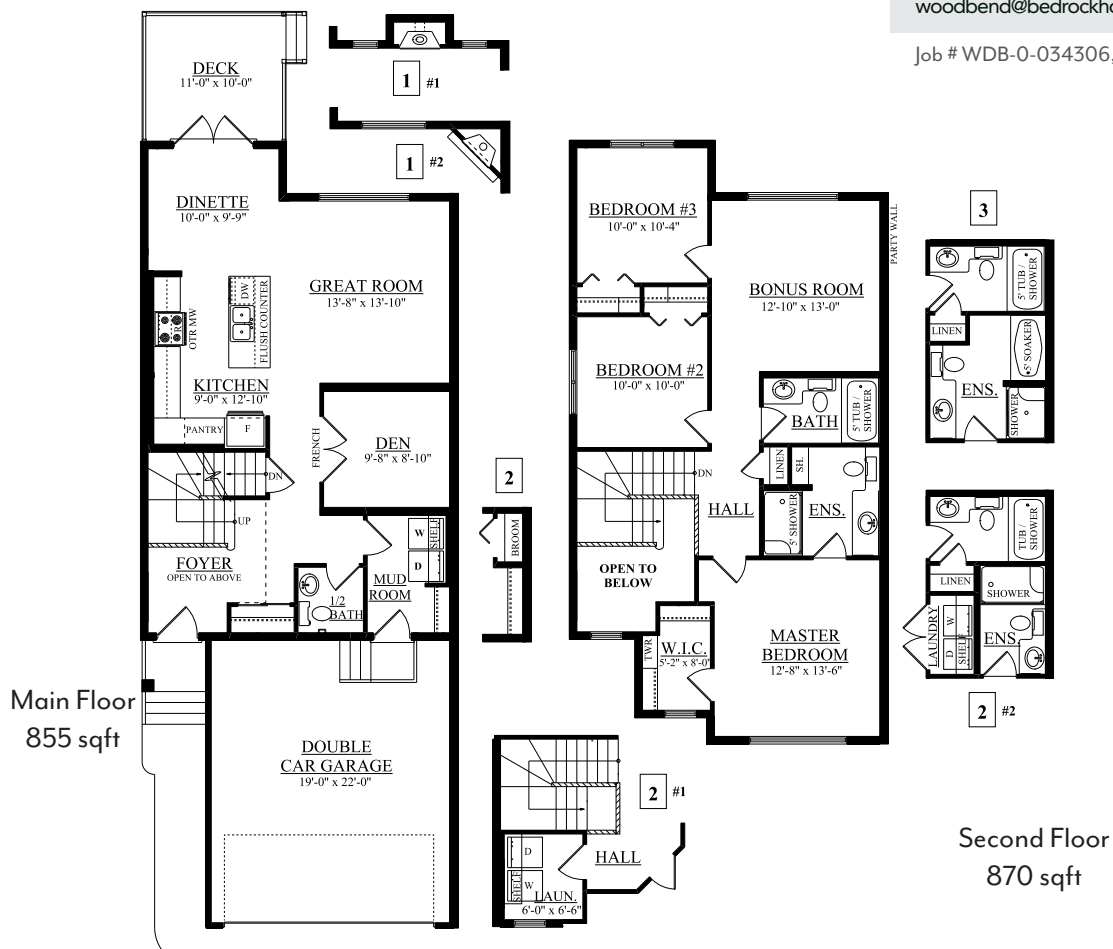 woodbend@bedrockho
Job # WDB-0-034306,
DECK
11'-0" x 10'-0"
1 #1
1 #2
DINETTE
10'-0" x 9'-9"
GREAT ROOM
13'-8" x 13'-10"
DW
FLUSH COUNTER
OTR MW
R
KITCHEN
9'-0" x 12'-10"
PANTRY
F
FRENCH
DEN
9'-8" x 8'-10"
DN
UP
FOYER
OPEN TO ABOVE
1/2
BATH
MUD
ROOM
W
D
SHELF
2
BROOM
Main Floor
855 sqft
DOUBLE
CAR GARAGE
19'-0" x 22'-0"
BEDROOM #3
10'-0" x 10'-4"
BONUS ROOM
12'-10" x 13'-0"
PARTY WALL
BEDROOM #2
10'-0" x 10'-0"
BATH
5' TUB /
SHOWER
DN
LINEN
SH.
HALL
5' SHOWER
ENS.
OPEN TO
BELOW
TWR
W.I.C.
5'-2" x 8'-0"
MASTER
BEDROOM
12'-8" x 13'-6"
2 #1
HALL
D
W
SHELF
LAUN.
6'-0" x 6'-6"
3
5' TUB /
SHOWER
LINEN
5' SOAKER
ENS.
SHOWER
TUB /
SHOWER
LINEN
SHOWER
LAUNDRY
W
D
SHELF
ENS.
2 #2
Second Floor
870 sqft